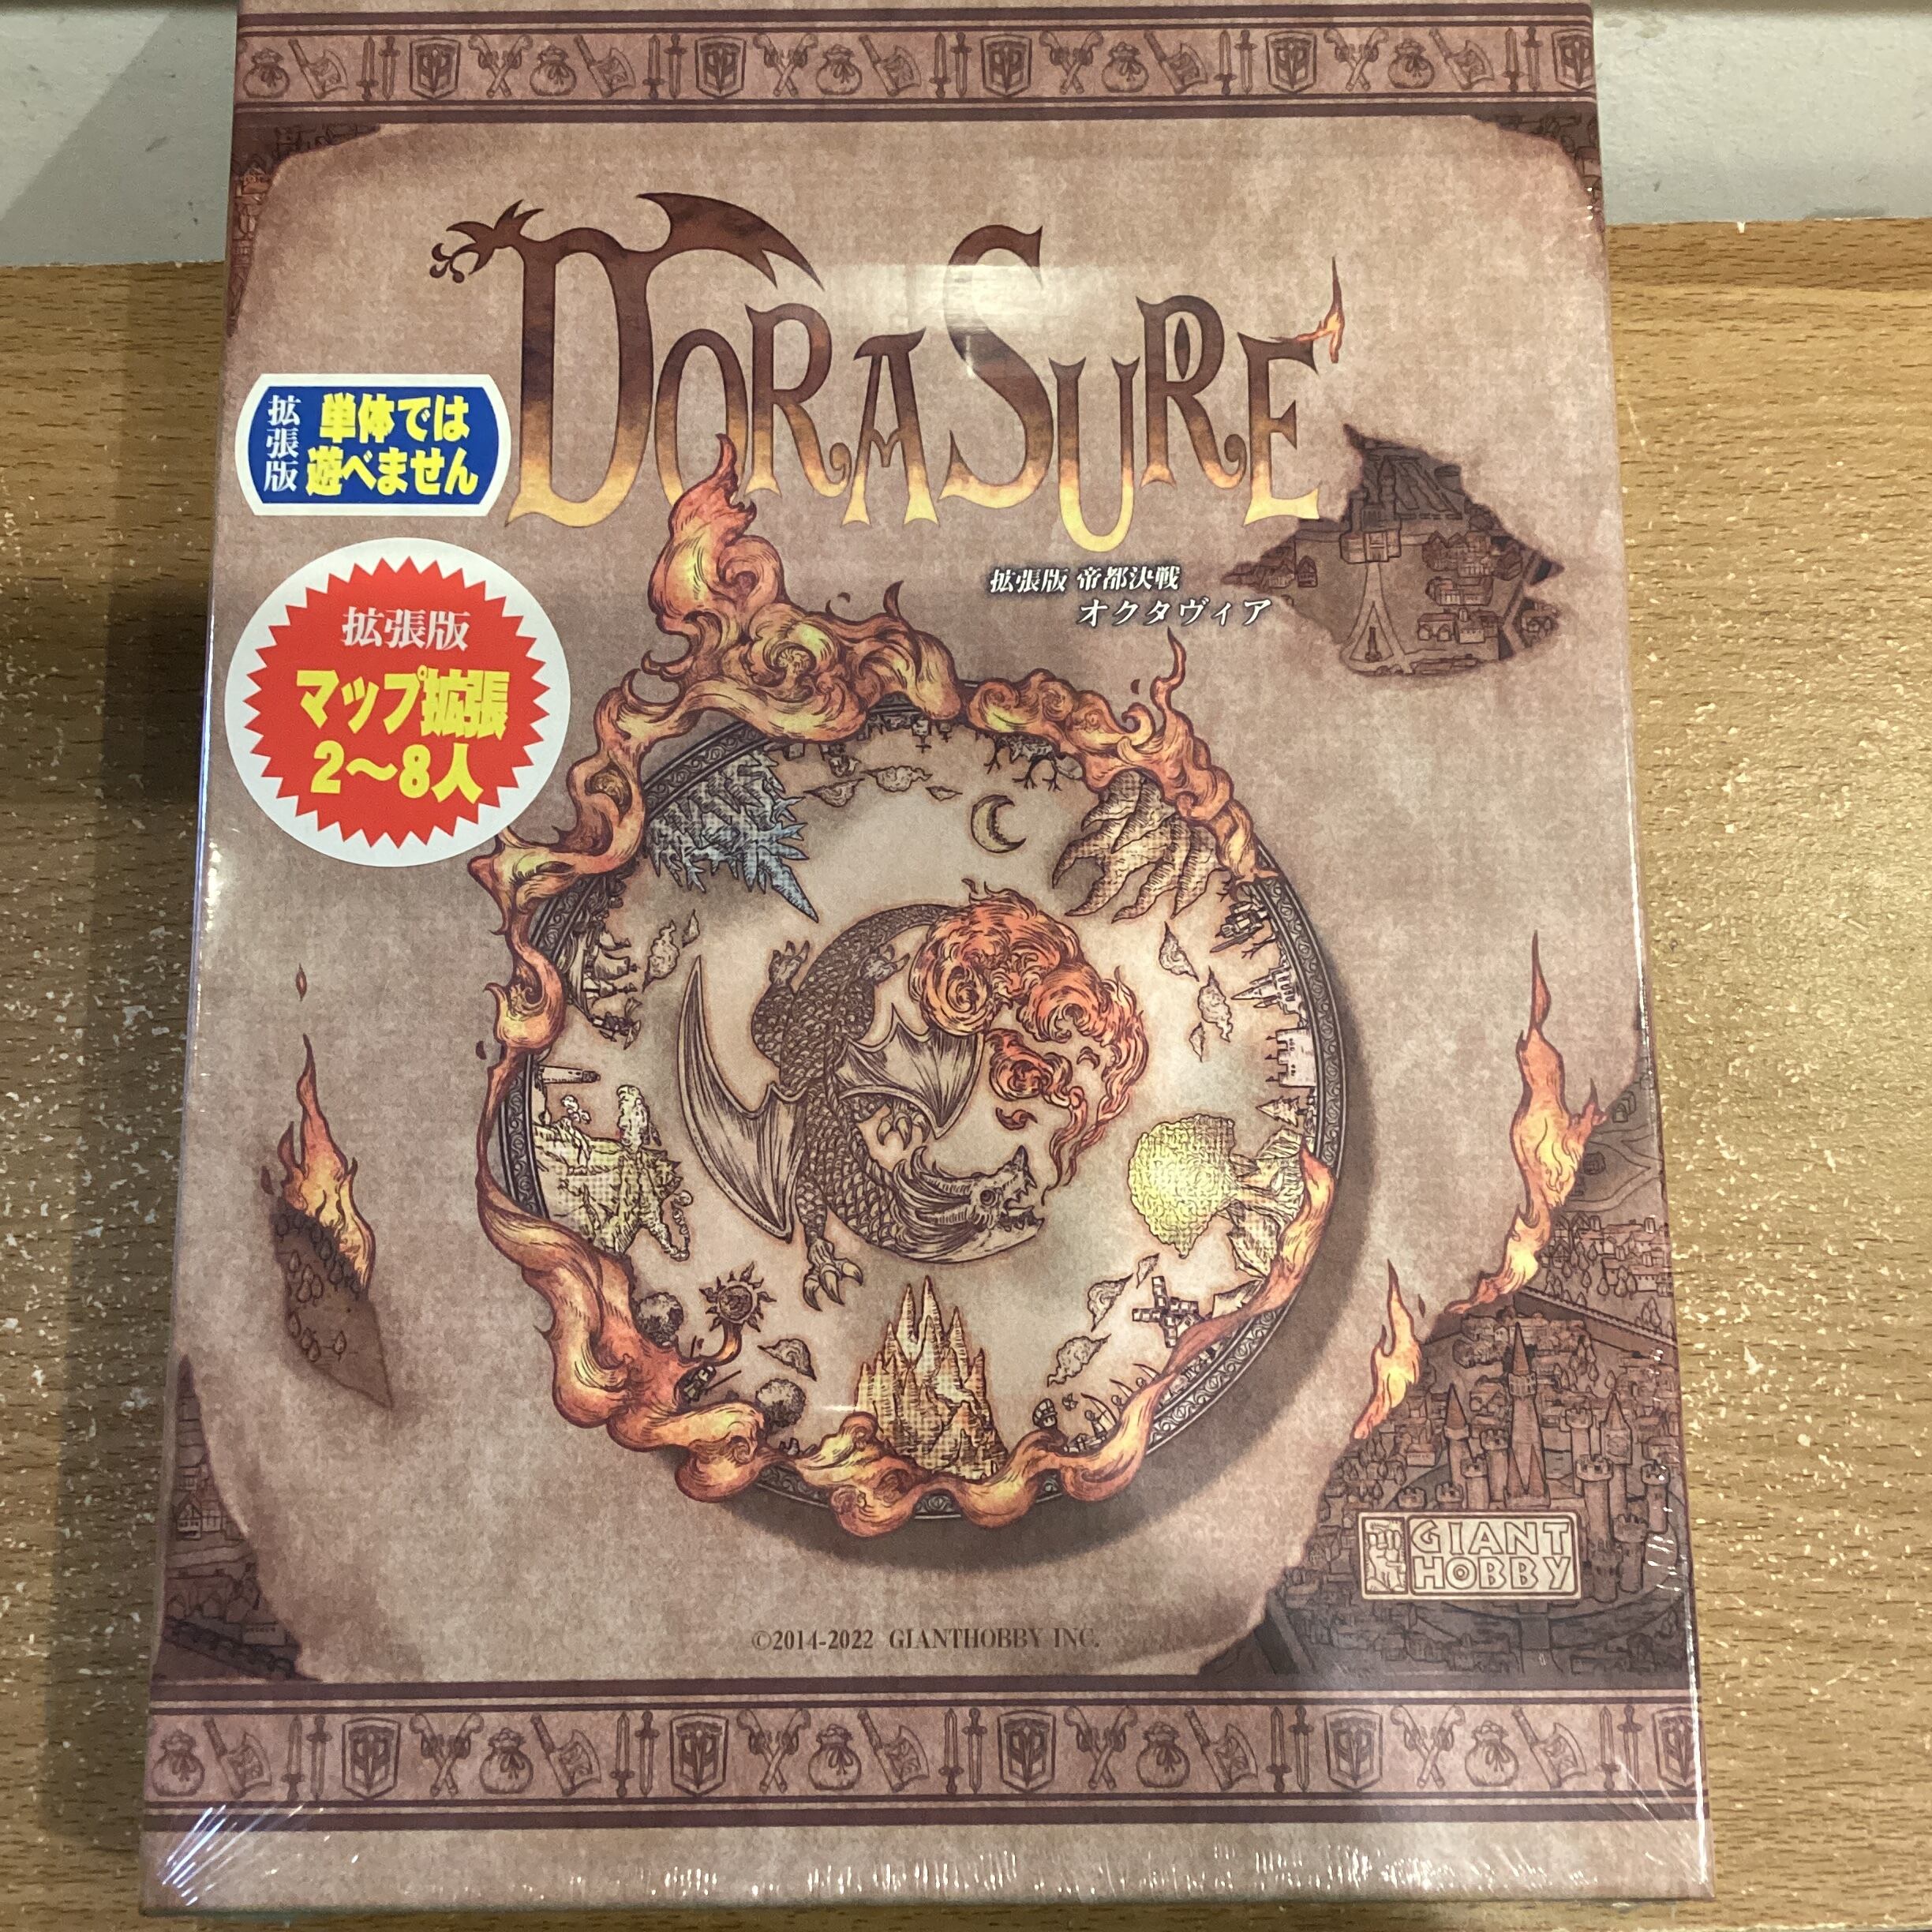 DORASURE
拡張版
単体では
遊べません
拡張版 帝都決戦
オクタヴィア
拡張版
マップ拡張
2〜8人
GIANT
HOBBY
©2014-2022 GIANTHOBBY INC.